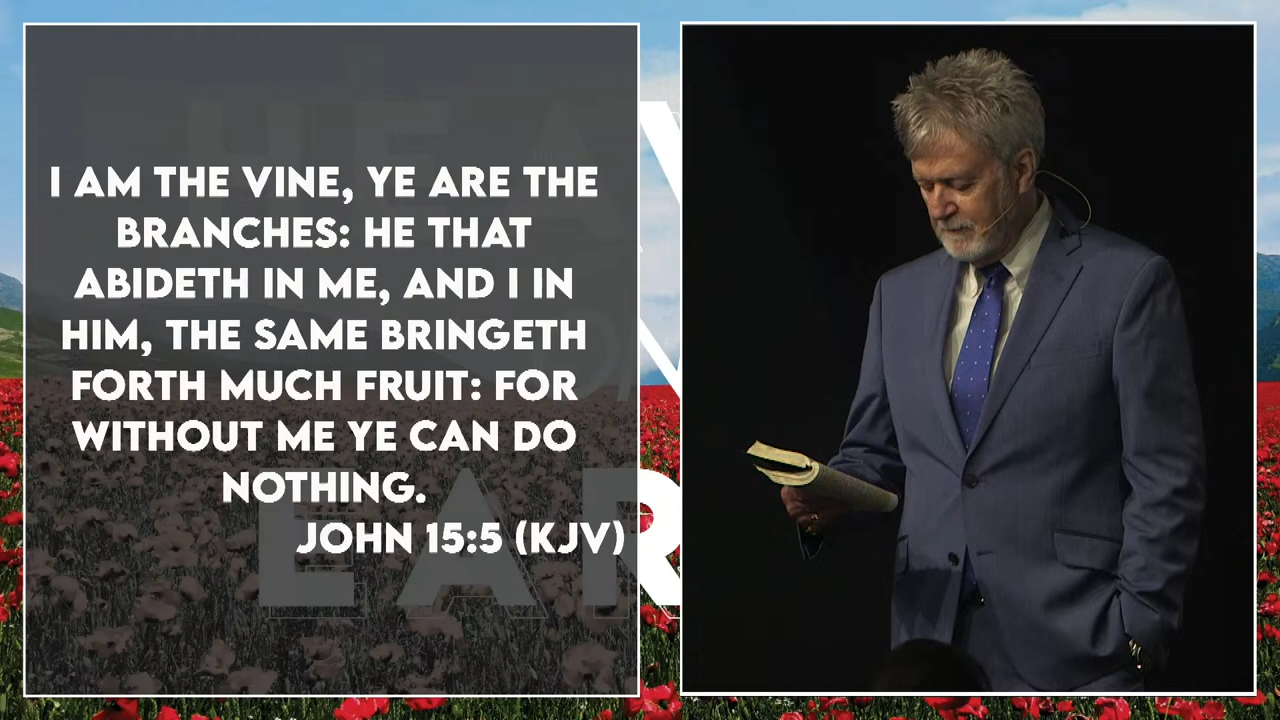 I AM THE VINE, YE ARE THE
BRANCHES: HE THAT
ABIDETH IN ME, AND I IN
HIM, THE SAME BRINGETH
FORTH MUCH FRUIT: FOR
WITHOUT ME YE CAN DO
NOTHING.
JOHN 15:5 (KJV)